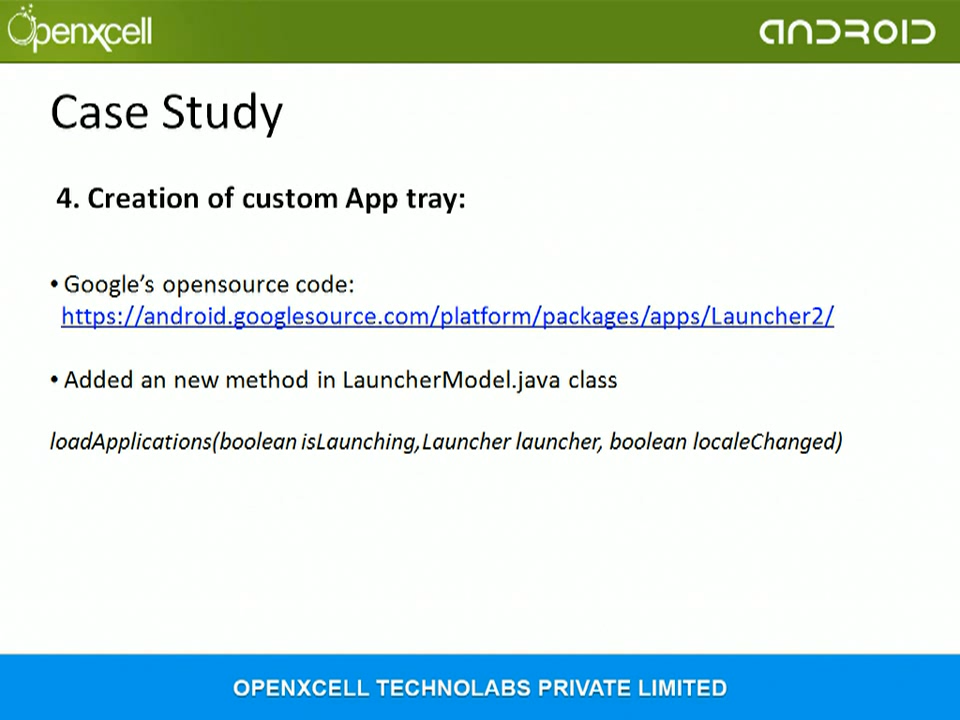 Openxcell
ANDROID
Case Study
4. Creation of custom App tray:
• Google's opensource code:
https://android.googlesource.com/platform/packages/apps/Launcher2/
• Added an new method in LauncherModel.java class
loadApplications(boolean isLaunching,Launcher launcher, boolean localeChanged)
OPENXCELL TECHNOLABS PRIVATE LIMITED